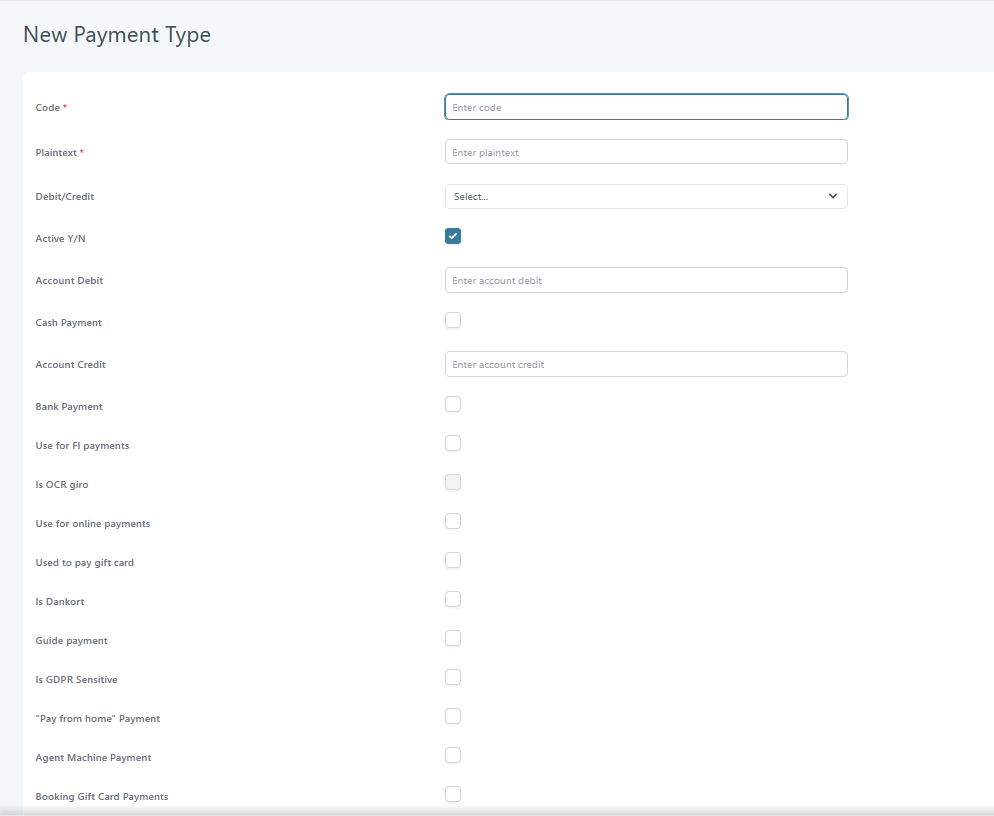 New Payment Type
Code *
Enter code
Plaintext *
Enter plaintext
Debit/Credit
Select...
Active Y/N
Account Debit
Enter account debit
Cash Payment
Account Credit
Enter account credit
Bank Payment
Use for FI payments
Is OCR giro
Use for online payments
Used to pay gift card
Is Dankort
Guide payment
Is GDPR Sensitive
"Pay from home" Payment
Agent Machine Payment
Booking Gift Card Payments